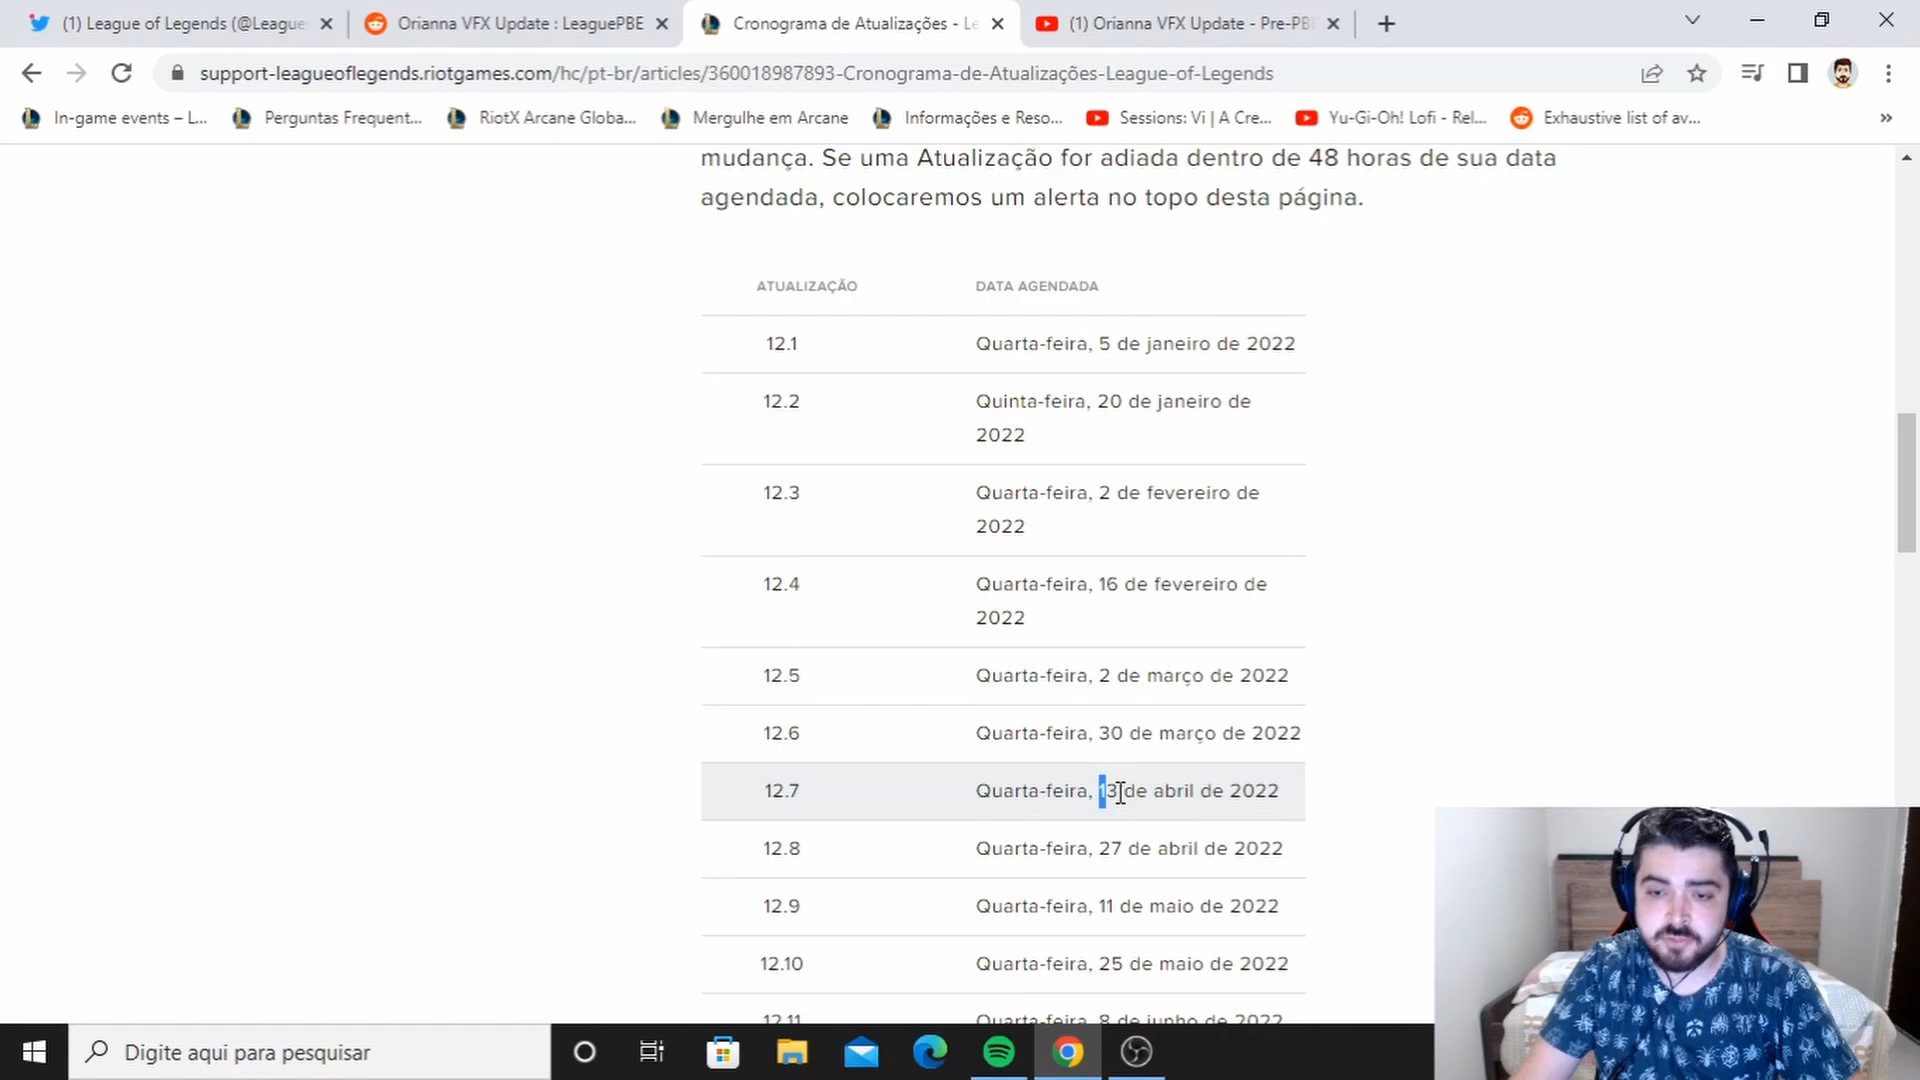 (1) League of Legends (@League
Orianna VFX Update : LeaguePBE
Cronograma de Atualizações - Le
(1) Orianna VFX Update - Pre-PB
support-leagueoflegends.riotgames.com/hc/pt-br/articles/360018987893-Cronograma-de-Atualizações-League-of-Legends
In-game events – L...
Perguntas Frequent...
RiotX Arcane Globa...
Mergulhe em Arcane
Informações e Reso...
Sessions: Vi | A Cre...
Yu-Gi-Oh! Lofi - Rel...
Exhaustive list of av...
»
mudança. Se uma Atualização for adiada dentro de 48 horas de sua data
agendada, colocaremos um alerta no topo desta página.
ATUALIZAÇÃO DATA AGENDADA
12.1 Quarta-feira, 5 de janeiro de 2022
12.2 Quinta-feira, 20 de janeiro de
2022
12.3 Quarta-feira, 2 de fevereiro de
2022
12.4 Quarta-feira, 16 de fevereiro de
2022
12.5 Quarta-feira, 2 de março de 2022
12.6 Quarta-feira, 30 de março de 2022
12.7 Quarta-feira, 13 de abril de 2022
12.8 Quarta-feira, 27 de abril de 2022
12.9 Quarta-feira, 11 de maio de 2022
12.10 Quarta-feira, 25 de maio de 2022
12.11 Quarta-feira, 8 de junho de 2022
Digite aqui para pesquisar